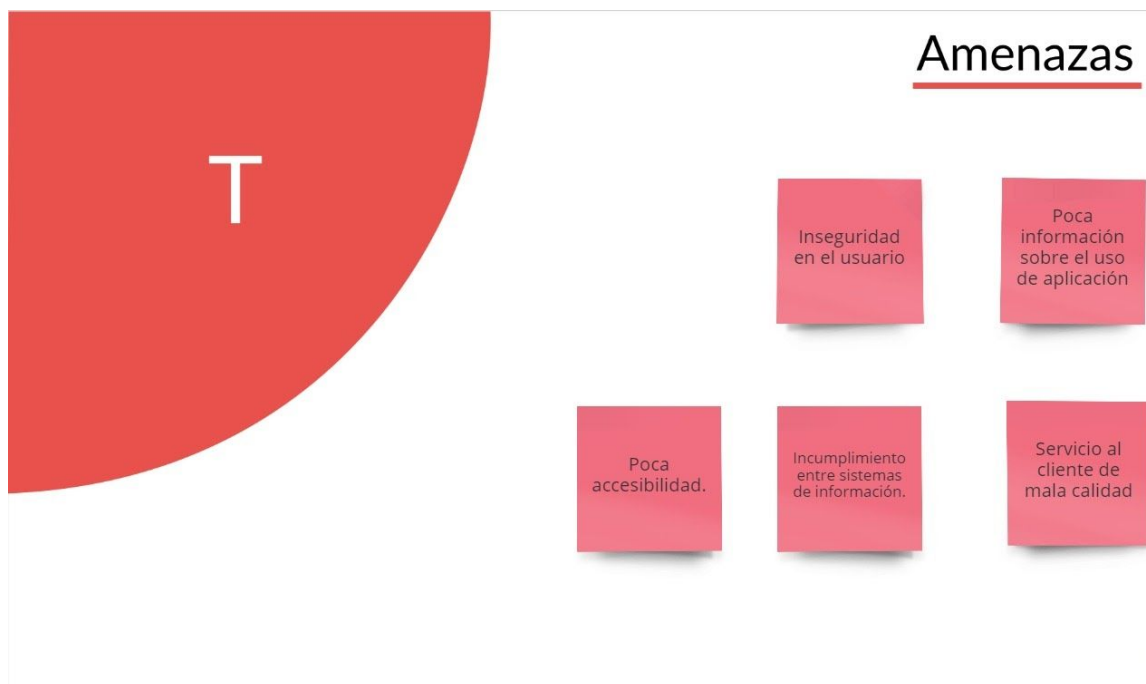 Amenazas
T
Inseguridad
en el usuario
Poca
información
sobre el uso
de aplicación
Poca
accesibilidad.
Incumplimiento
entre sistemas
de información.
Servicio al
cliente de
mala calidad